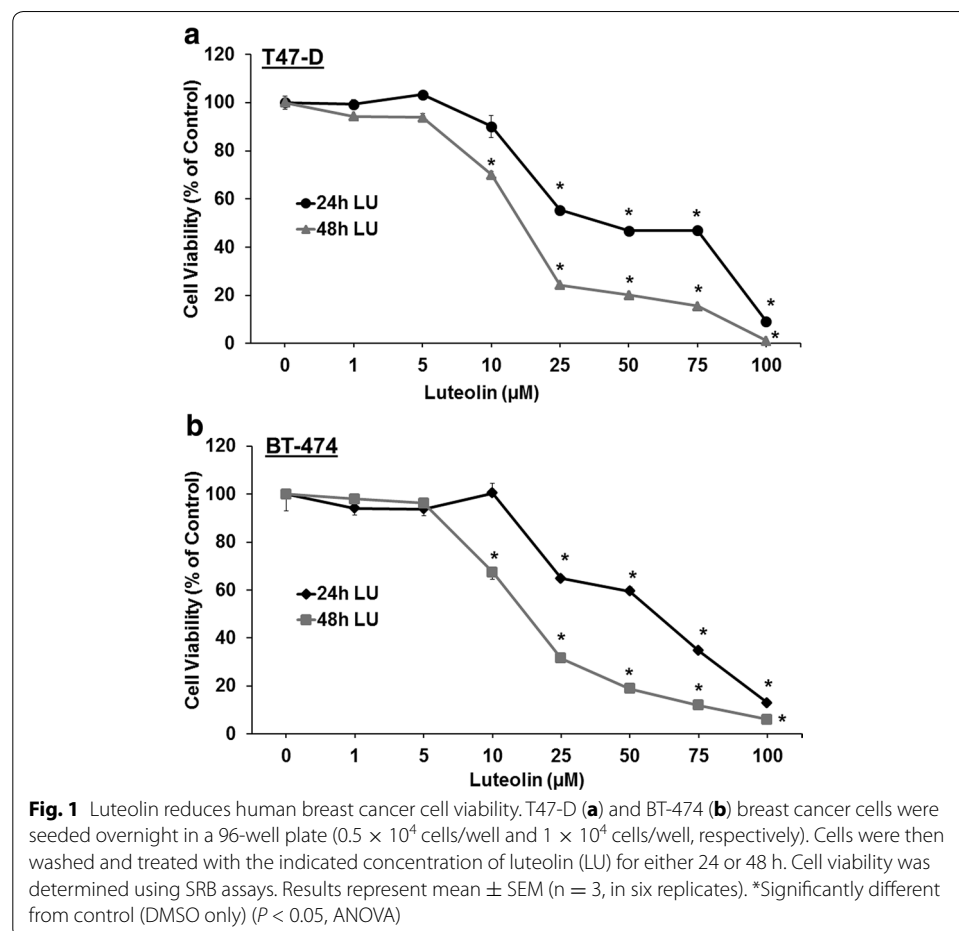 a
T47-D
120
100
80
60
40
20
0
Cell Viability (% of Control)
24h LU
48h LU
* * * * *
* * * *
0 1 5 10 25 50 75 100
Luteolin (µM)
b
BT-474
120
100
80
60
40
20
0
Cell Viability (% of Control)
24h LU
48h LU
* * * * *
* * * *
0 1 5 10 25 50 75 100
Luteolin (µM)
Fig. 1 Luteolin reduces human breast cancer cell viability. T47-D (a) and BT-474 (b) breast cancer cells were
seeded overnight in a 96-well plate (0.5 × 10⁴ cells/well and 1 × 10⁴ cells/well, respectively). Cells were then
washed and treated with the indicated concentration of luteolin (LU) for either 24 or 48 h. Cell viability was
determined using SRB assays. Results represent mean ± SEM (n = 3, in six replicates). *Significantly different
from control (DMSO only) (P < 0.05, ANOVA)